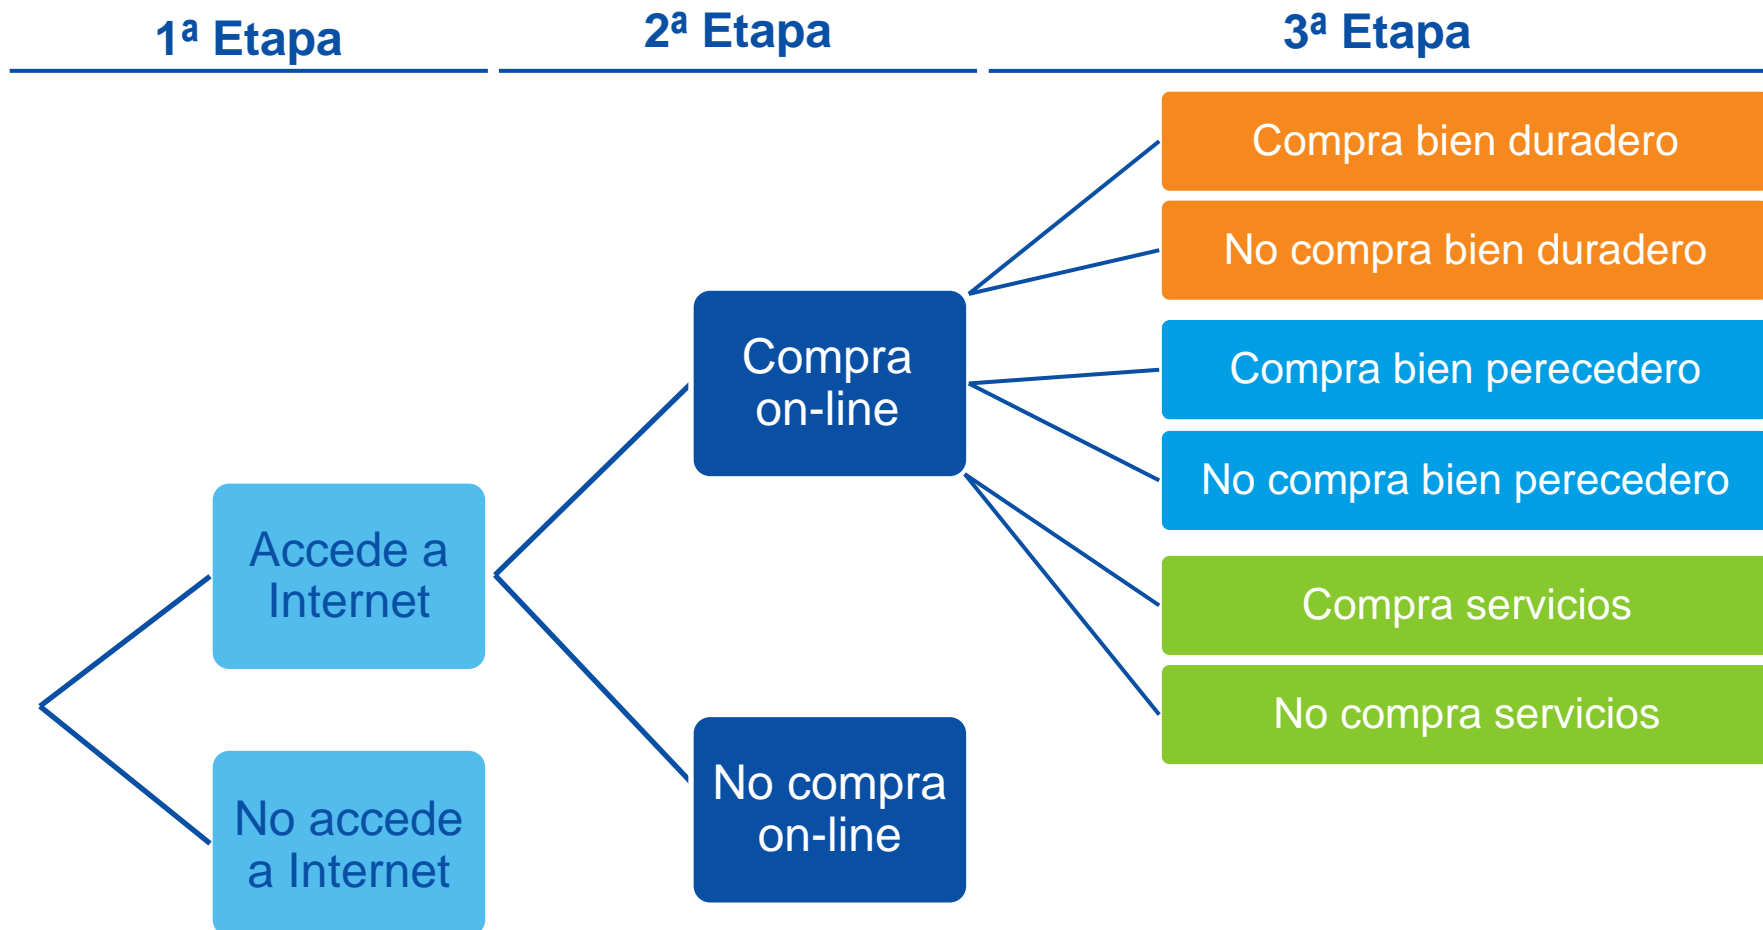 1ª Etapa
2ª Etapa
3ª Etapa
Accede a
Internet
No accede
a Internet
Compra
on-line
No compra
on-line
Compra bien duradero
No compra bien duradero
Compra bien perecedero
No compra bien perecedero
Compra servicios
No compra servicios